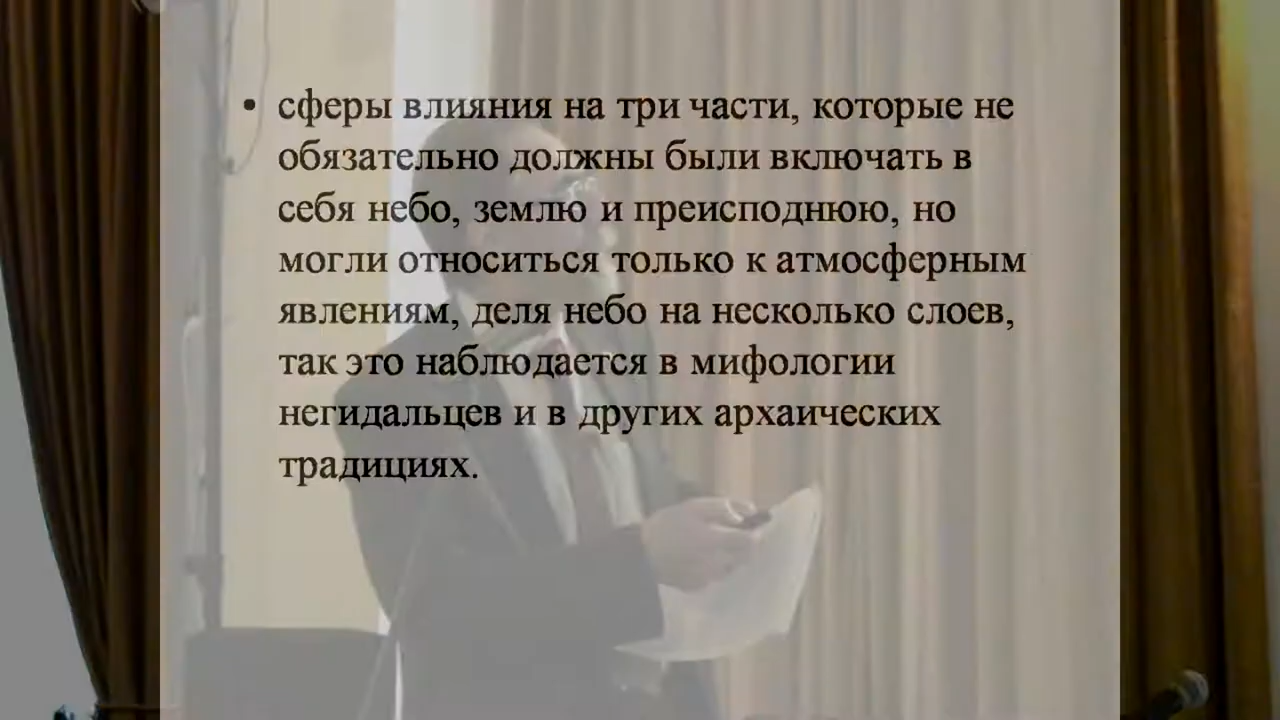 • сферы влияния на три части, которые не
обязательно должны были включать в
себя небо, землю и преисподнюю, но
могли относиться только к атмосферным
явлениям, деля небо на несколько слоев,
так это наблюдается в мифологии
негидальцев и в других архаических
традициях.